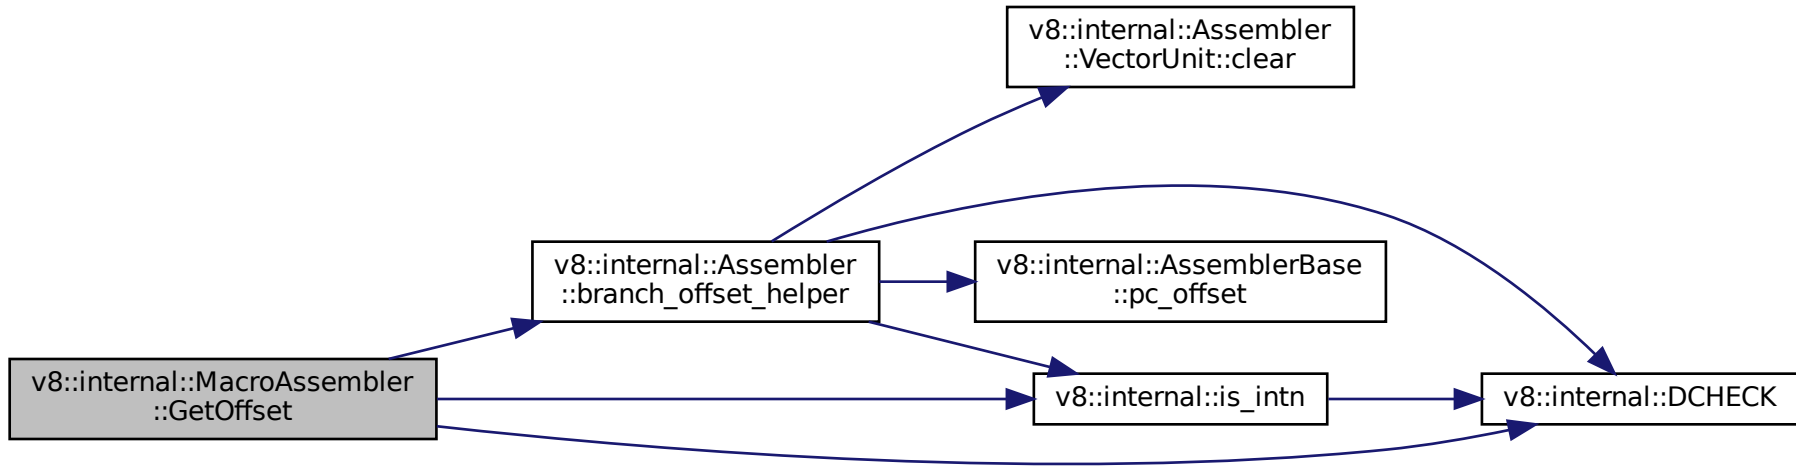 v8::internal::Assembler
::VectorUnit::clear
v8::internal::Assembler
::branch_offset_helper
v8::internal::AssemblerBase
::pc_offset
v8::internal::MacroAssembler
::GetOffset
v8::internal::is_intn
v8::internal::DCHECK